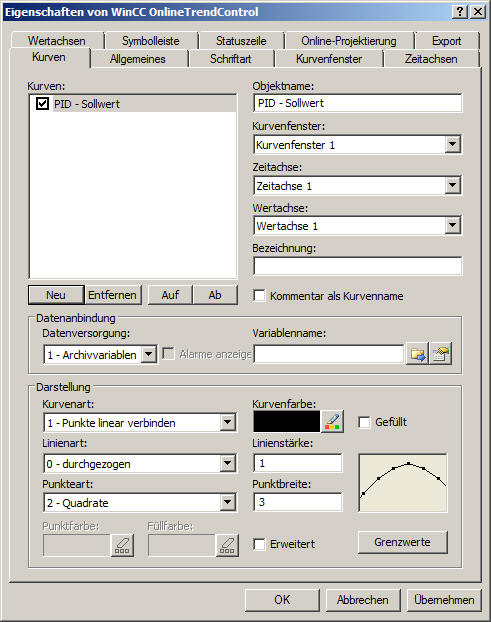 Eigenschaften von WinCC OnlineTrendControl
Wertachsen Symbolleiste Statuszeile Online-Projektierung Export
Kurven Allgemeines Schriftart Kurvenfenster Zeitachsen
Kurven:
PID - Sollwert
Neu Entfernen Auf Ab
Objektname:
PID - Sollwert
Kurvenfenster:
Kurvenfenster 1
Zeitachse:
Zeitachse 1
Wertachse:
Wertachse 1
Bezeichnung:
Kommentar als Kurvenname
Datenanbindung
Datenversorgung: Variablenname:
1 - Archivvariablen Alarme anzeige
Darstellung
Kurvenart: Kurvenfarbe:
1 - Punkte linear verbinden Gefüllt
Linienart: Linienstärke:
0 - durchgezogen 1
Punkteart: Punktbreite:
2 - Quadrate 3
Punktfarbe: Füllfarbe:
Erweitert Grenzwerte
OK Abbrechen Übernehmen